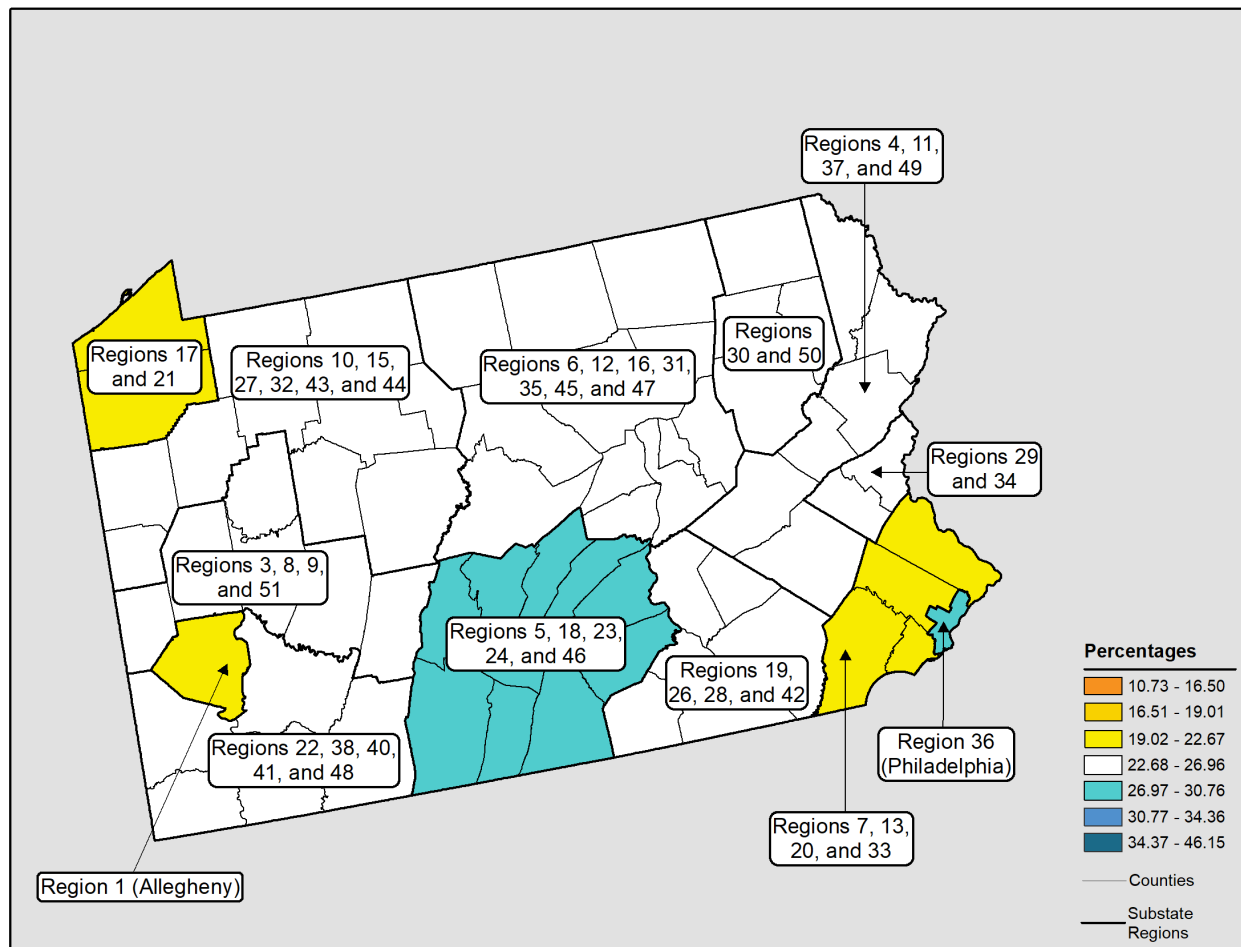 Regions 4, 11,
37, and 49
Regions 17
and 21
Regions 10, 15,
27, 32, 43, and 44
Regions 6, 12, 16, 31,
35, 45, and 47
Regions
30 and 50
Regions 29
and 34
Regions 3, 8, 9,
and 51
Regions 5, 18, 23,
24, and 46
Regions 19,
26, 28, and 42
Regions 22, 38, 40,
41, and 48
Region 36
(Philadelphia)
Regions 7, 13,
20, and 33
Region 1 (Allegheny)
Percentages
10.73 - 16.50
16.51 - 19.01
19.02 - 22.67
22.68 - 26.96
26.97 - 30.76
30.77 - 34.36
34.37 - 46.15
Counties
Substate
Regions